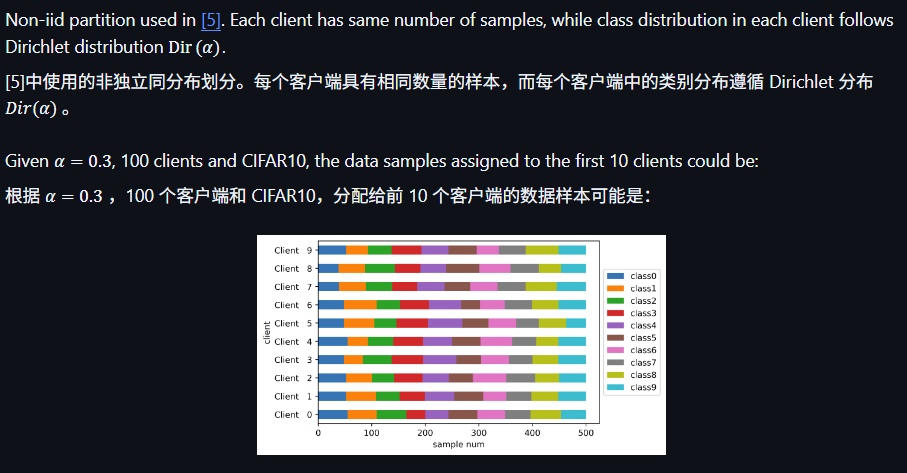 Non-iid partition used in [5]. Each client has same number of samples, while class distribution in each client follows
Dirichlet distribution Dir (α).
[5]中使用的非独立同分布划分。每个客户端具有相同数量的样本，而每个客户端中的类别分布遵循 Dirichlet 分布
Dir(α) 。
Given α = 0.3, 100 clients and CIFAR10, the data samples assigned to the first 10 clients could be:
根据 α = 0.3 ，100 个客户端和 CIFAR10，分配给前 10 个客户端的数据样本可能是：
Client 9
Client 8
Client 7
Client 6
Client 5
Client 4
Client 3
Client 2
Client 1
Client 0
client
0 100 200 300 400 500
sample num
class0
class1
class2
class3
class4
class5
class6
class7
class8
class9